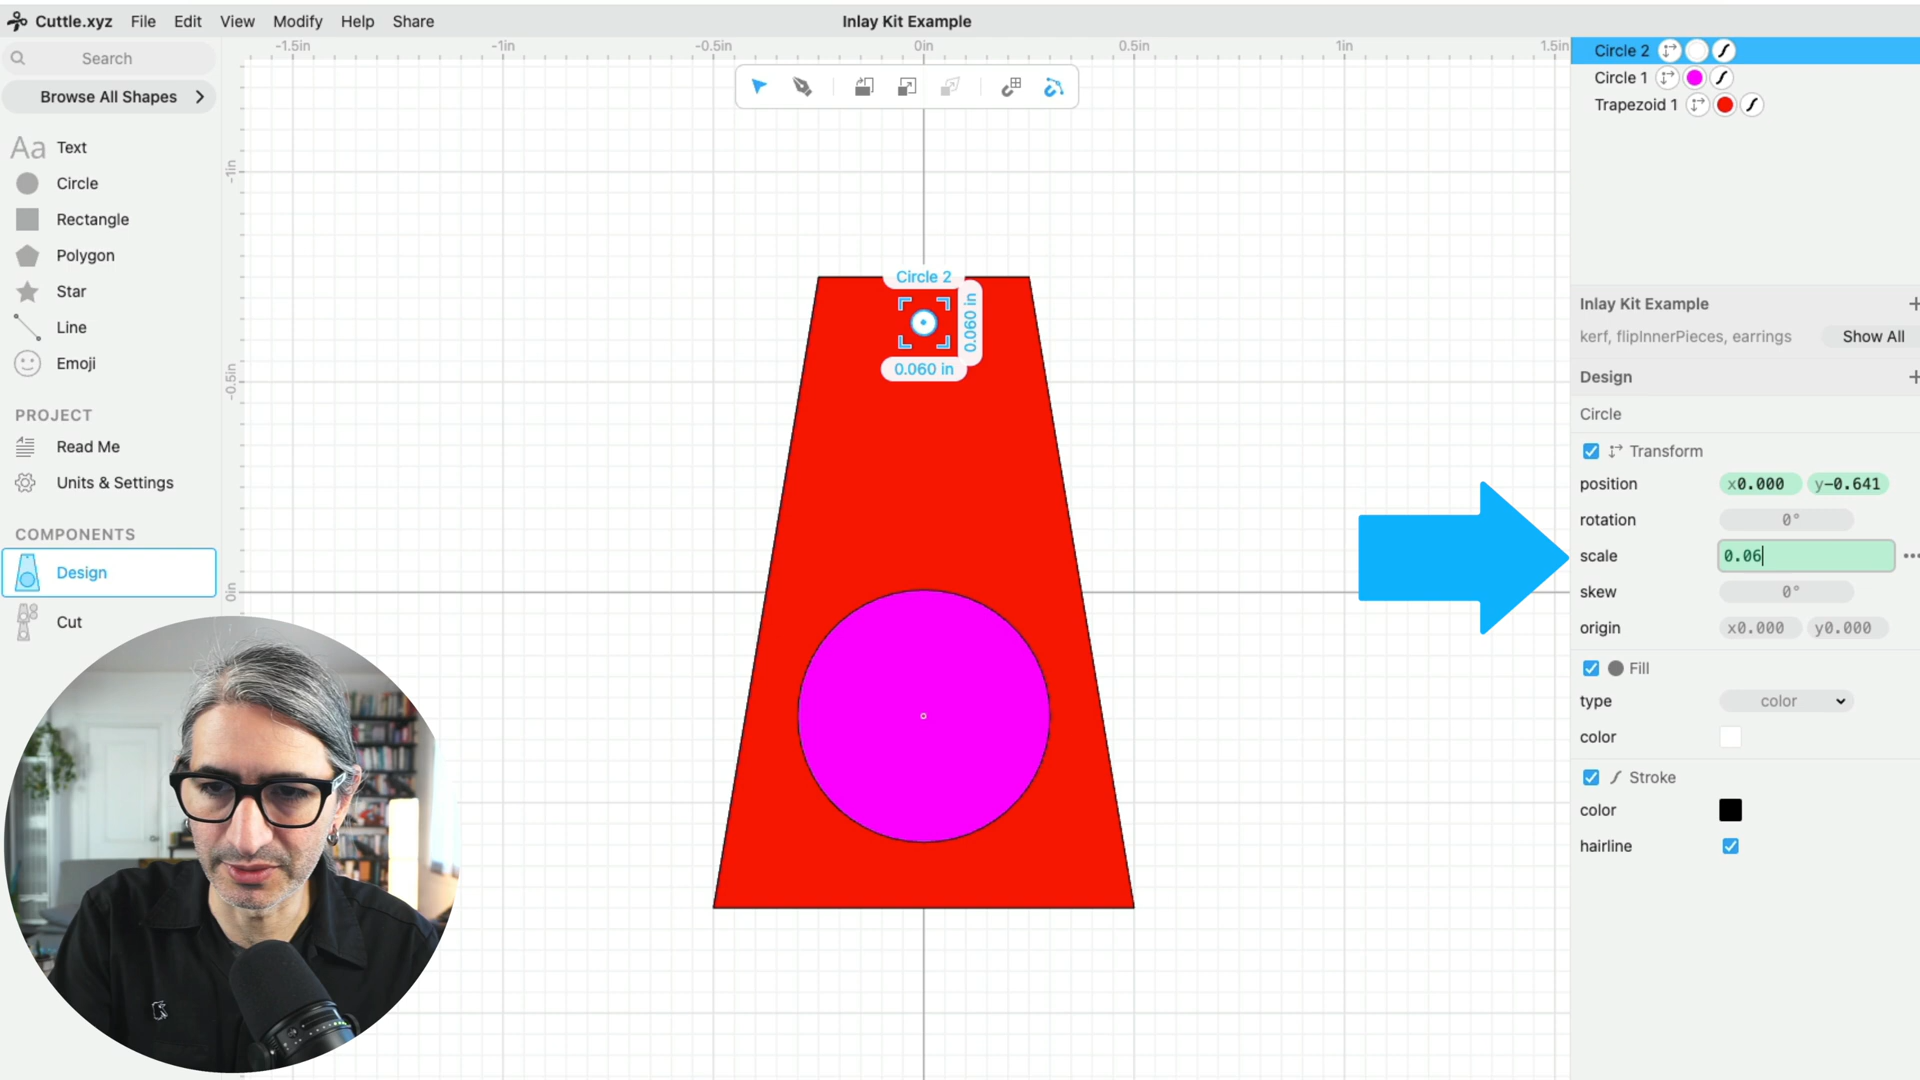 Cuttle.xyz File Edit View Modify Help Share
Inlay Kit Example
Search
Browse All Shapes
Aa Text
Circle
Rectangle
Polygon
Star
Line
Emoji
PROJECT
Read Me
Units & Settings
COMPONENTS
Design
Cut
-1.5in -1in -0.5in 0in 0.5in 1in 1.5in
-1in
-0.5in
0in
Circle 2
0.060 in
0.060 in
Circle 2
Circle 1
Trapezoid 1
Inlay Kit Example
kerf, flipInnerPieces, earrings Show All
Design
Circle
Transform
position x0.000 y-0.641
rotation 0°
scale 0.06
skew 0°
origin x0.000 y0.000
Fill
type color
color
Stroke
color
hairline